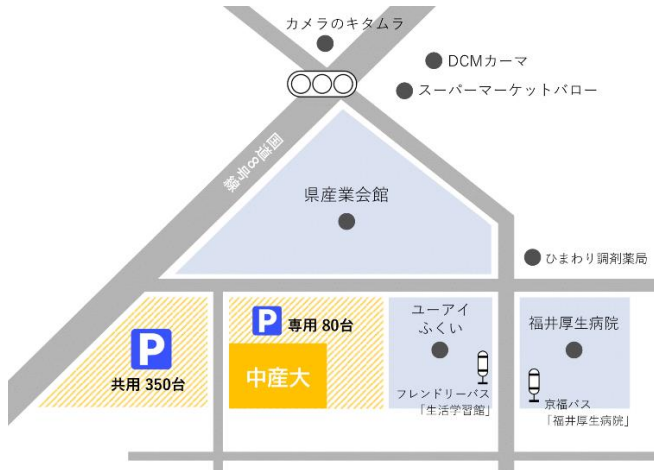 カメラのキタムラ
DCMカーマ
スーパーマーケットバロー
国道8号線
県産業会館
ひまわり調剤薬局
P
共用 350台
P 専用 80台
中産大
ユーアイ
ふくい
フレンドリーバス
「生活学習館」
福井厚生病院
京福バス
「福井厚生病院」